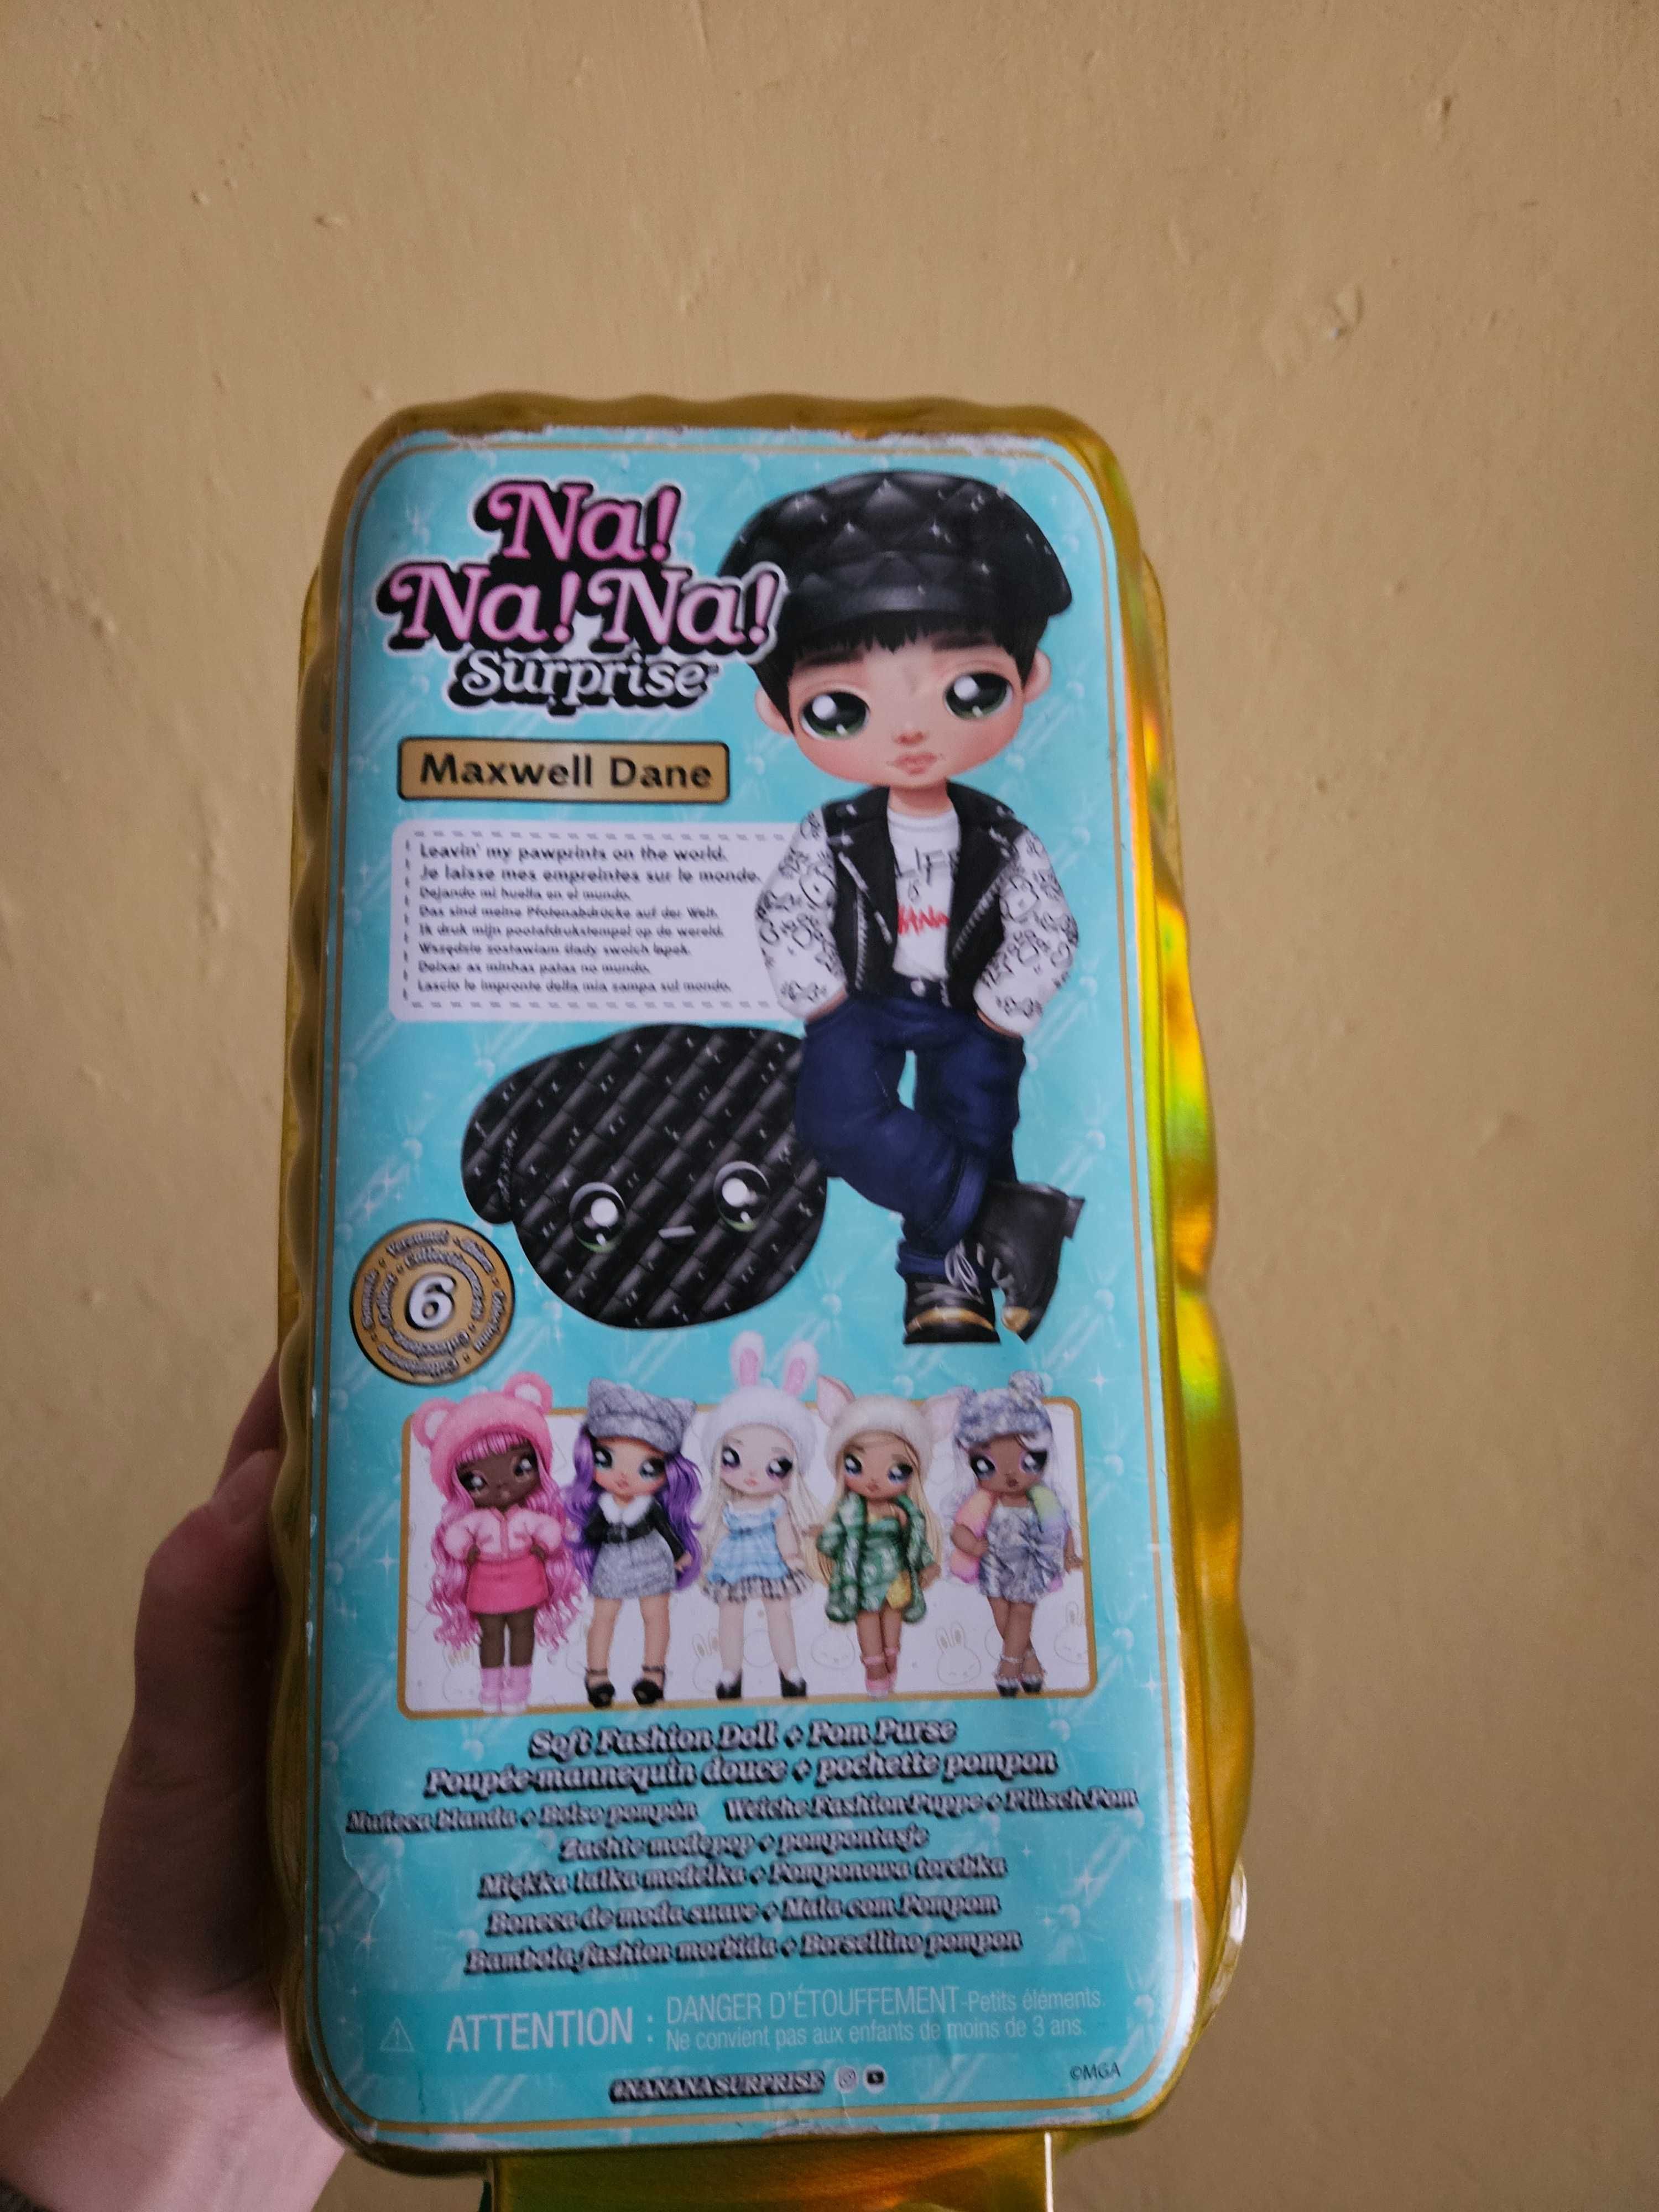 Na!
Na! Na!
Surprise
Maxwell Dane
Leavin' my pawprints on the world.
Je laisse mes empreintes sur le monde.
Dejando mi huella en el mundo.
Das sind meine Pfotenabdrücke auf der Welt.
Ik druk mijn pootafdrukstempel op de wereld.
Wszędzie zostawiam ślady swoich łapek.
Deixar as minhas patas no mundo.
Lascio le impronte della mia zampa sul mondo.
LIFE
is
6
Soft Fashion Doll + Pom Purse
Poupée-mannequin douce + pochette pompon
Muñeca blanda + Bolso pompón Weiche Fashion-Puppe + Plüsch-Pom
Zachte modepop + pompontasje
Miękka lalka modelka + Pomponowa torebka
Boneca de moda suave + Mala com Pompom
Bambola fashion morbida + Borsellino pompon
ATTENTION : DANGER D'ÉTOUFFEMENT-Petits éléments.
Ne convient pas aux enfants de moins de 3 ans.
#NANANASURPRISE
©MGA